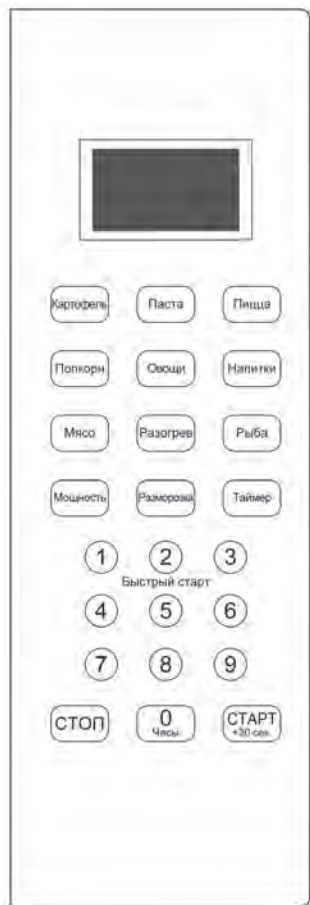 Картофель Паста Пицца
Попкорн Овощи Напитки
Мясо Разогрев Рыба
Мощность Разморозка Таймер
1 2 3
Быстрый старт
4 5 6
7 8 9
СТОП 0 СТАРТ
Часы +30 сек.